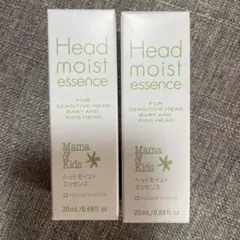 Head
moist
essence
FOR
SENSITIVE HEAD
BABY AND
KIDS HEAD
Mama
& Kids
ヘッドモイスト
エッセンス
20mL/0.68fl.oz.
Head
moist
essence
FOR
SENSITIVE HEAD
BABY AND
KIDS HEAD
Mama
& Kids
ヘッドモイスト
エッセンス
20mL/0.68fl.oz.